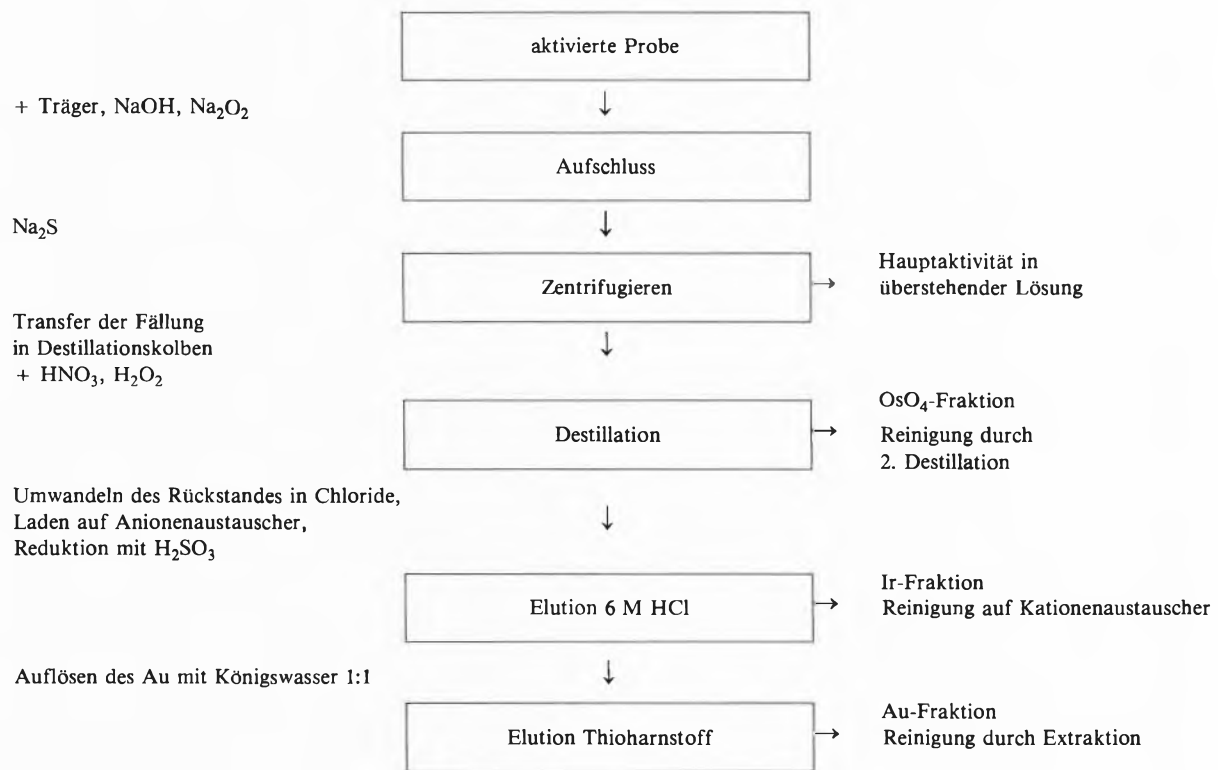 aktivierte Probe
+ Träger, NaOH, Na₂O₂
Aufschluss
Na₂S
Zentrifugieren
Hauptaktivität in
überstehender Lösung
Transfer der Fällung
in Destillationskolben
+ HNO₃, H₂O₂
Destillation
OsO₄-Fraktion
Reinigung durch
2. Destillation
Umwandeln des Rückstandes in Chloride,
Laden auf Anionenaustauscher,
Reduktion mit H₂SO₃
Elution 6 M HCl
Ir-Fraktion
Reinigung auf Kationenaustauscher
Auflösen des Au mit Königswasser 1:1
Elution Thioharnstoff
Au-Fraktion
Reinigung durch Extraktion